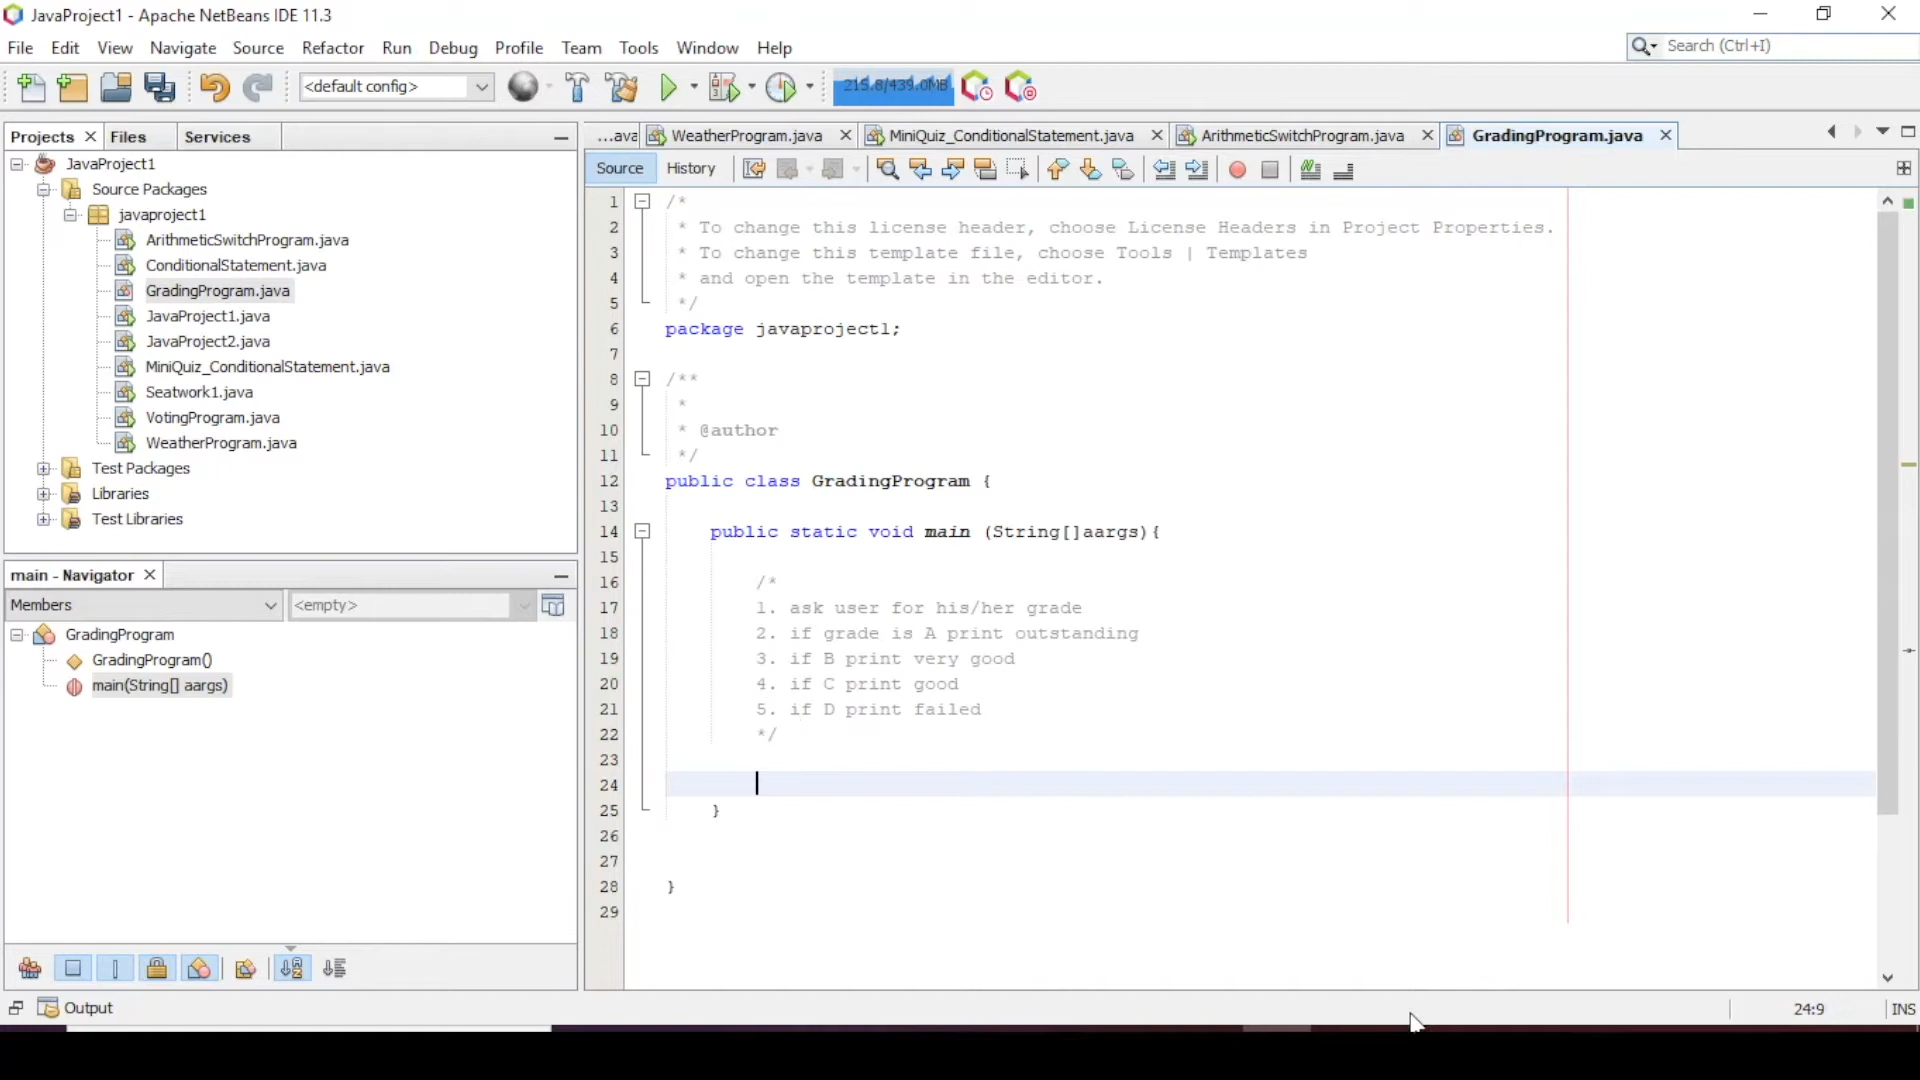 JavaProject1 - Apache NetBeans IDE 11.3
File Edit View Navigate Source Refactor Run Debug Profile Team Tools Window Help
Search (Ctrl+I)
<default config>
215.8/439.0MB
Projects Files Services
...ava WeatherProgram.java MiniQuiz_ConditionalStatement.java ArithmeticSwitchProgram.java GradingProgram.java
Source History
JavaProject1
Source Packages
javaproject1
ArithmeticSwitchProgram.java
ConditionalStatement.java
GradingProgram.java
JavaProject1.java
JavaProject2.java
MiniQuiz_ConditionalStatement.java
Seatwork1.java
VotingProgram.java
WeatherProgram.java
Test Packages
Libraries
Test Libraries
main - Navigator
Members <empty>
GradingProgram
GradingProgram()
main(String[] aargs)
1 /*
2 * To change this license header, choose License Headers in Project Properties.
3 * To change this template file, choose Tools | Templates
4 * and open the template in the editor.
5 */
6 package javaproject1;
7
8 /**
9 *
10 * @author
11 */
12 public class GradingProgram {
13
14 public static void main (String[]aargs){
15
16 /*
17 1. ask user for his/her grade
18 2. if grade is A print outstanding
19 3. if B print very good
20 4. if C print good
21 5. if D print failed
22 */
23
24
25 }
26
27
28 }
29
Output
24:9 INS